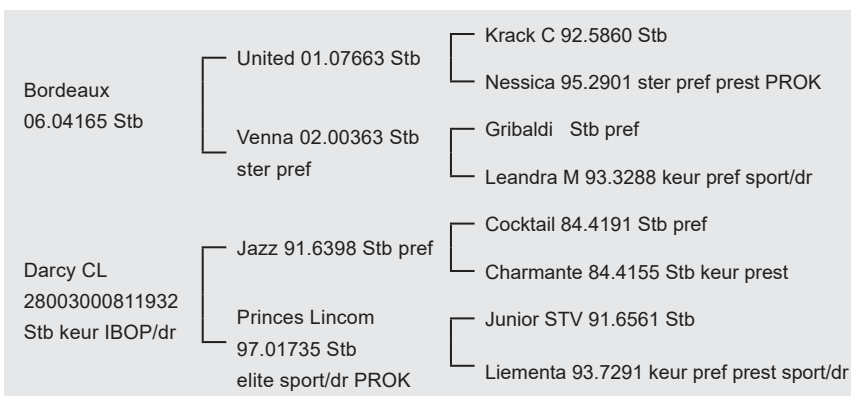 Bordeaux
06.04165 Stb
United 01.07663 Stb
Venna 02.00363 Stb
ster pref
Krack C 92.5860 Stb
Nessica 95.2901 ster pref prest PROK
Gribaldi Stb pref
Leandra M 93.3288 keur pref sport/dr
Darcy CL
28003000811932
Stb keur IBOP/dr
Jazz 91.6398 Stb pref
Princes Lincom
97.01735 Stb
elite sport/dr PROK
Cocktail 84.4191 Stb pref
Charmante 84.4155 Stb keur prest
Junior STV 91.6561 Stb
Liementa 93.7291 keur pref prest sport/dr